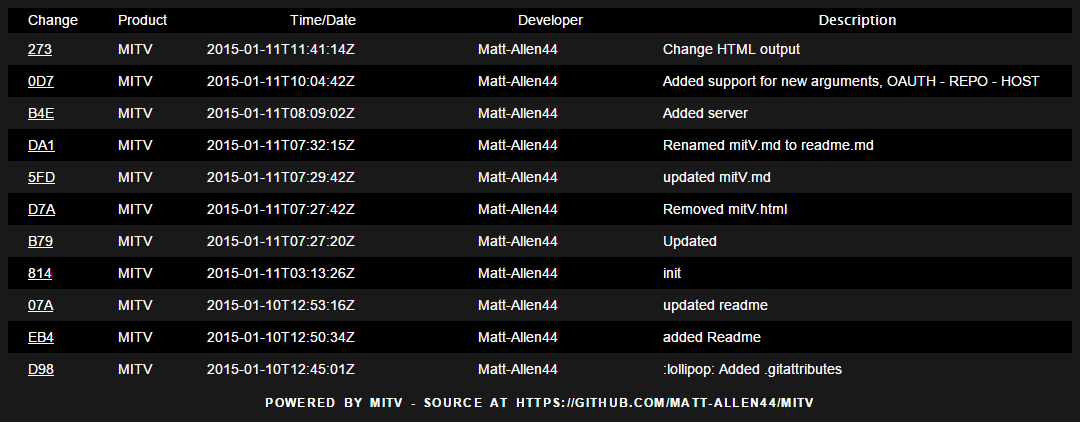 Change Product Time/Date Developer Description
273 MITV 2015-01-11T11:41:14Z Matt-Allen44 Change HTML output
0D7 MITV 2015-01-11T10:04:42Z Matt-Allen44 Added support for new arguments, OAUTH - REPO - HOST
B4E MITV 2015-01-11T08:09:02Z Matt-Allen44 Added server
DA1 MITV 2015-01-11T07:32:15Z Matt-Allen44 Renamed mitV.md to readme.md
5FD MITV 2015-01-11T07:29:42Z Matt-Allen44 updated mitV.md
D7A MITV 2015-01-11T07:27:42Z Matt-Allen44 Removed mitV.html
B79 MITV 2015-01-11T07:27:20Z Matt-Allen44 Updated
814 MITV 2015-01-11T03:13:26Z Matt-Allen44 init
07A MITV 2015-01-10T12:53:16Z Matt-Allen44 updated readme
EB4 MITV 2015-01-10T12:50:34Z Matt-Allen44 added Readme
D98 MITV 2015-01-10T12:45:01Z Matt-Allen44 :lollipop: Added .gitattributes
POWERED BY MITV - SOURCE AT HTTPS://GITHUB.COM/MATT-ALLEN44/MITV